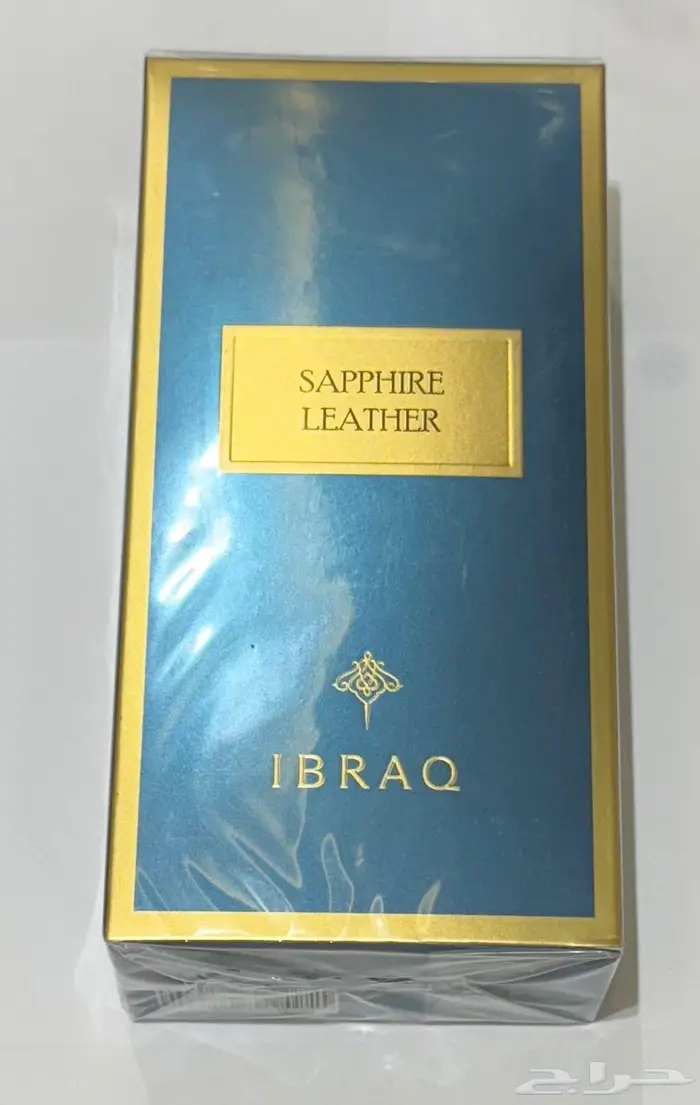 SAPPHIRE
LEATHER
IBRAQ
حراج